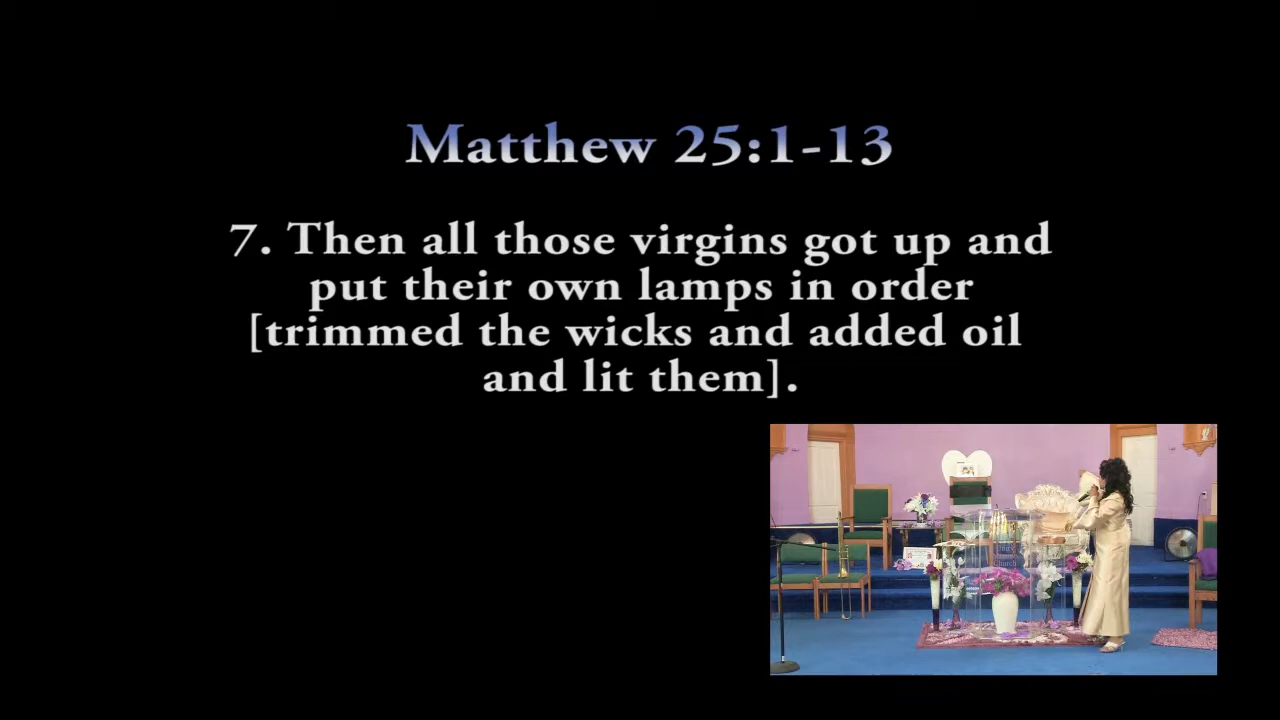 Matthew 25:1-13
7. Then all those virgins got up and
put their own lamps in order
[trimmed the wicks and added oil
and lit them].
Church